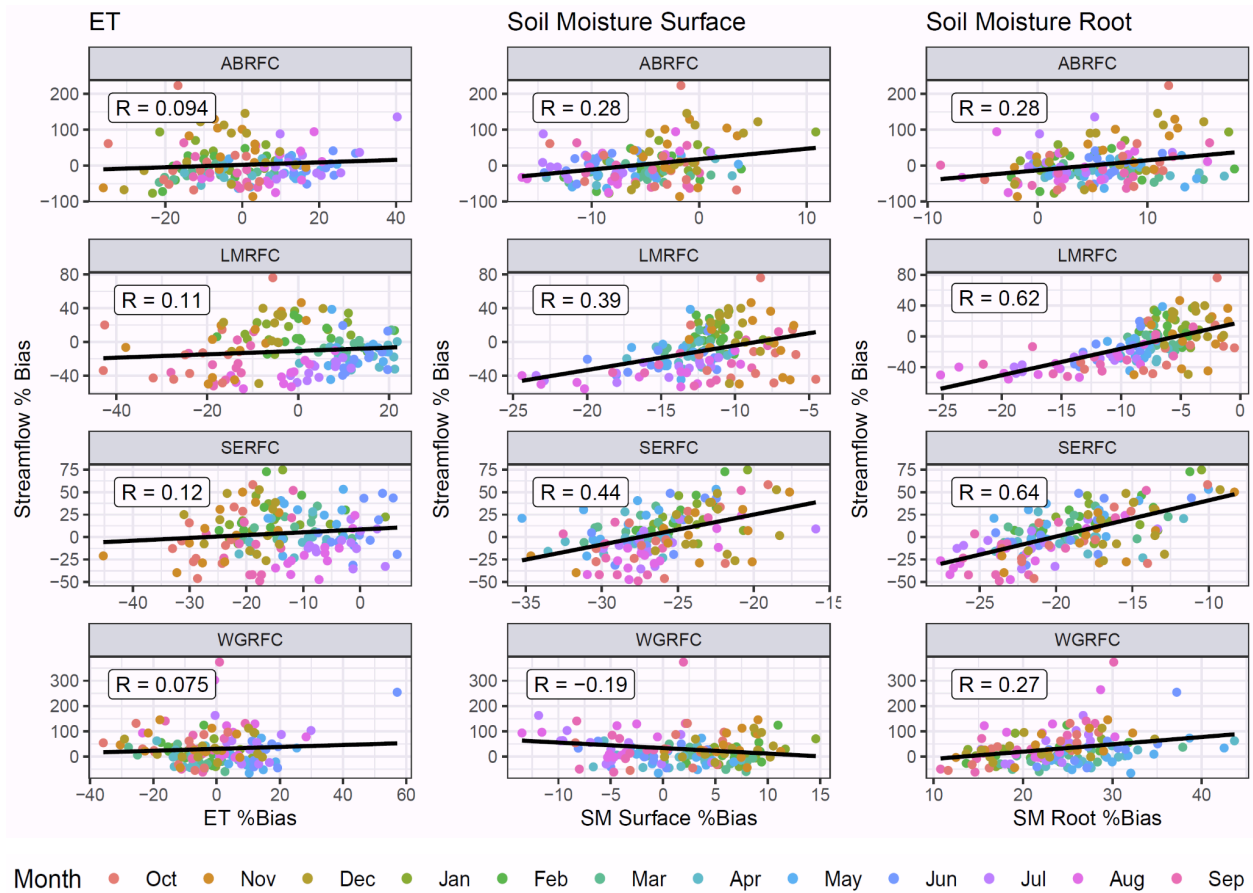 ET Soil Moisture Surface Soil Moisture Root
ABRFC ABRFC ABRFC
R = 0.094 R = 0.28 R = 0.28
200 100 0 −100
−20 0 20 40
200 100 0 −100
−10 0
200 100 0 −100
−10 0 10
LMRFC LMRFC LMRFC
R = 0.11 R = 0.39 R = 0.62
80 40 0 −40
−40 −20 0 20
80 40 0 −40
−25 −20 −15 −10 −5
80 40 0 −40
−25 −20 −15 −10 −5 0
Streamflow % Bias Streamflow % Bias Streamflow % Bias
SERFC SERFC SERFC
R = 0.12 R = 0.44 R = 0.64
75 50 25 0 −25 −50
−40 −30 −20 −10 0
75 50 25 0 −25 −50
−35 −30 −25 −20 −15
75 50 25 0 −25 −50
−25 −20 −15 −10
WGRFC WGRFC WGRFC
R = 0.075 R = −0.19 R = 0.27
300 200 100 0
−40 −20 0 20 40 60
300 200 100 0
−10 −5 0 5 10 15
300 200 100 0
10 20 30 40
ET %Bias SM Surface %Bias SM Root %Bias
Month Oct Nov Dec Jan Feb Mar Apr May Jun Jul Aug Sep